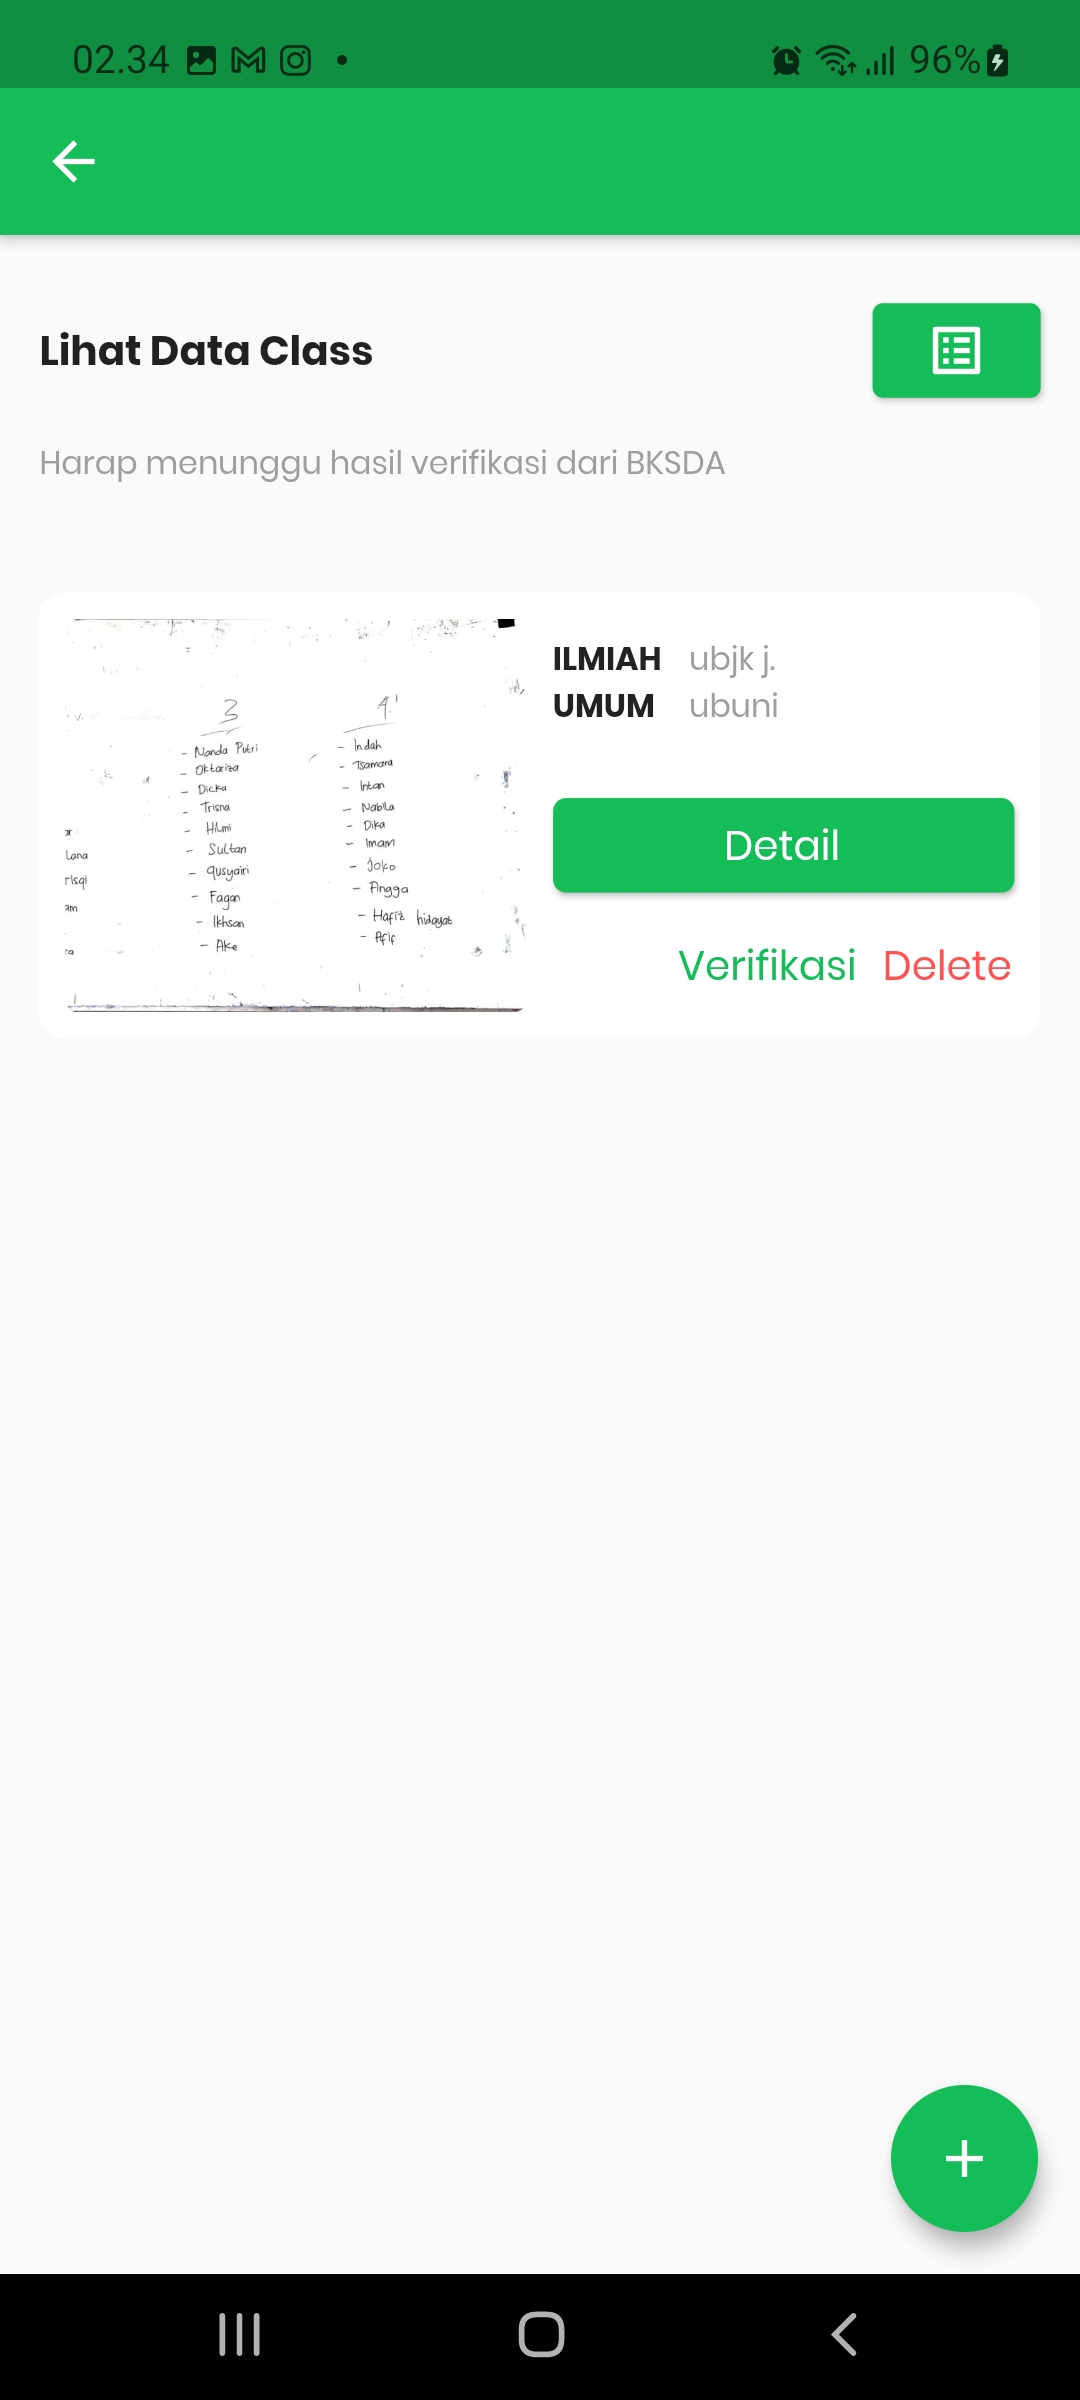 02.34
96%
Lihat Data Class
Harap menunggu hasil verifikasi dari BKSDA
ILMIAH ubjk j.
UMUM ubuni
3
- Nanda Putri
- Oktariza
- Dicka
- Trisna
- Hilmi
- Sultan
- Qusyairi
- Fagan
- Ikhsan
- Ake
4.
- Indah
- Tsamara
- Intan
- Nabila
- Dika
- Imam
- Joko
- Angga
- Hafiz hidayat
- Afif
Lana
risqi
am
ra
Detail
Verifikasi Delete